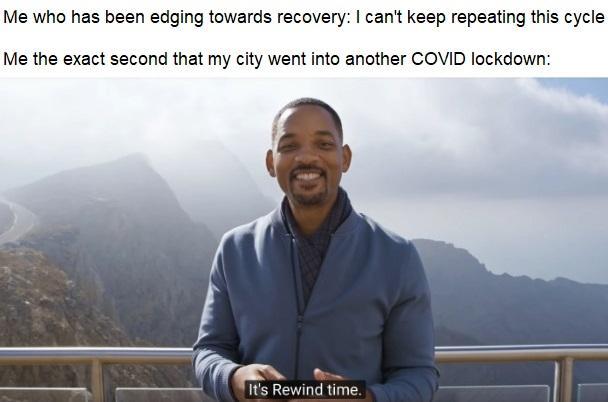 Me who has been edging towards recovery: I can't keep repeating this cycle
Me the exact second that my city went into another COVID lockdown:
It's Rewind time.